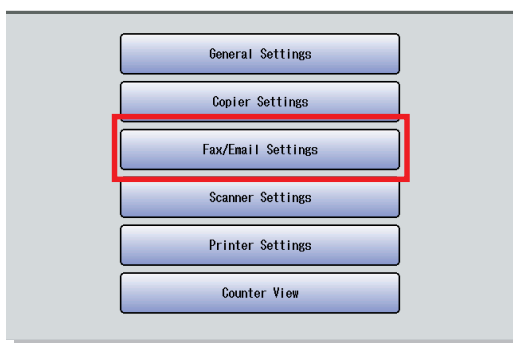 General Settings
Copier Settings
Fax/Email Settings
Scanner Settings
Printer Settings
Counter View